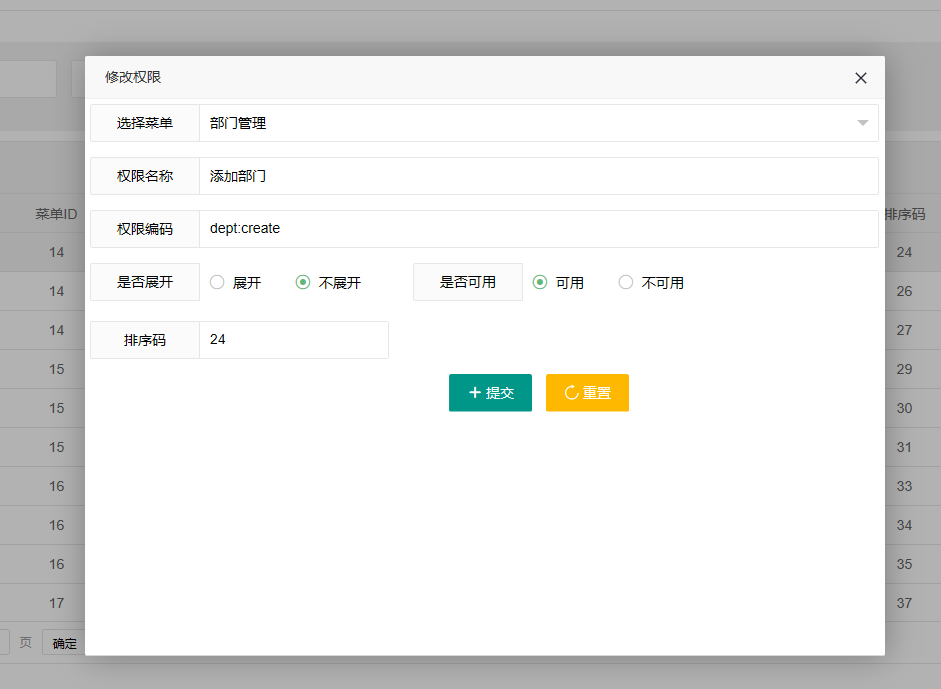 修改权限
选择菜单 部门管理
权限名称 添加部门
权限编码 dept:create
是否展开 展开 不展开 是否可用 可用 不可用
排序码 24
提交 重置
菜单ID 排序码
14 24
14 26
14 27
15 29
15 30
15 31
16 33
16 34
16 35
17 37
页 确定